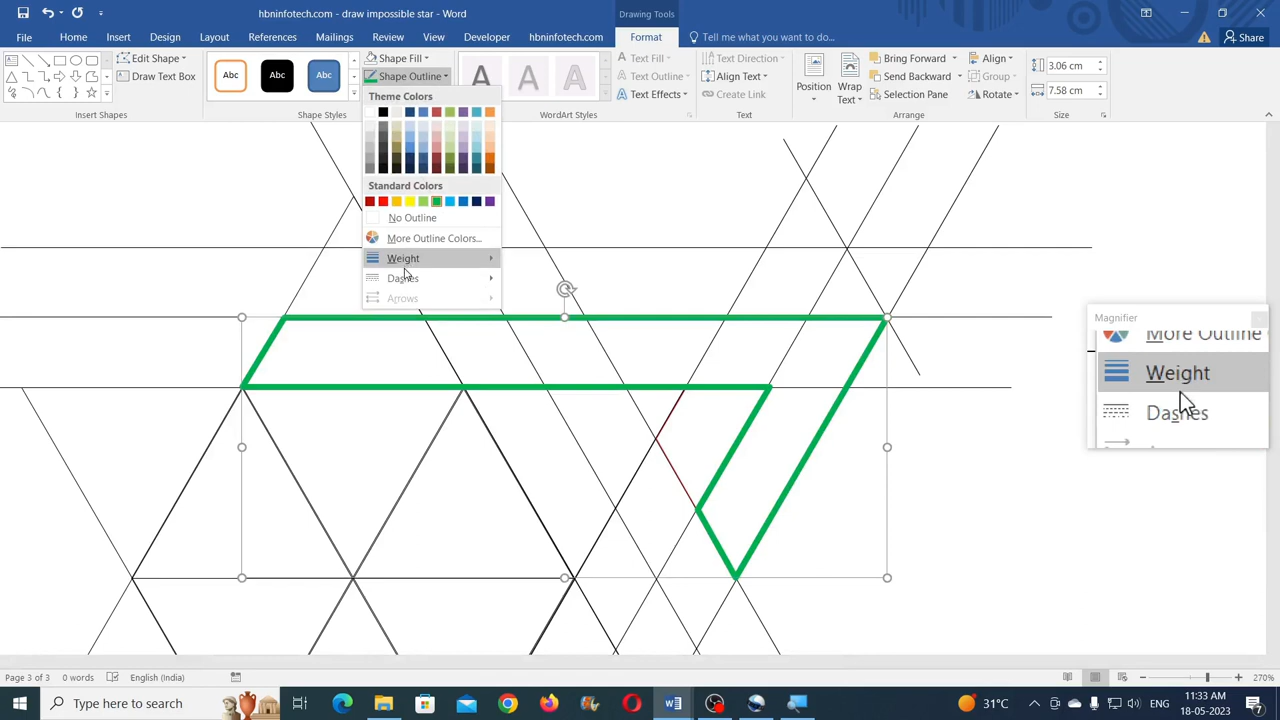 hbninfotech.com - draw impossible star - Word
Drawing Tools
File Home Insert Design Layout References Mailings Review View Developer hbninfotech.com Format Tell me what you want to do... Share
Edit Shape
Draw Text Box
Insert Shapes
Abc Abc Abc
Shape Fill
Shape Outline
Shape Styles
A A A
Text Fill
Text Outline
Text Effects
WordArt Styles
Text Direction
Align Text
Create Link
Text
Position
Wrap
Text
Bring Forward
Send Backward
Selection Pane
Align
Group
Rotate
Arrange
3.06 cm
7.58 cm
Size
Theme Colors
Standard Colors
No Outline
More Outline Colors...
Weight
Dashes
Arrows
Magnifier
More Outline
Weight
Dashes
Page 3 of 3 0 words English (India) 270%
Type here to search
31°C
ENG
11:33 AM
18-05-2023